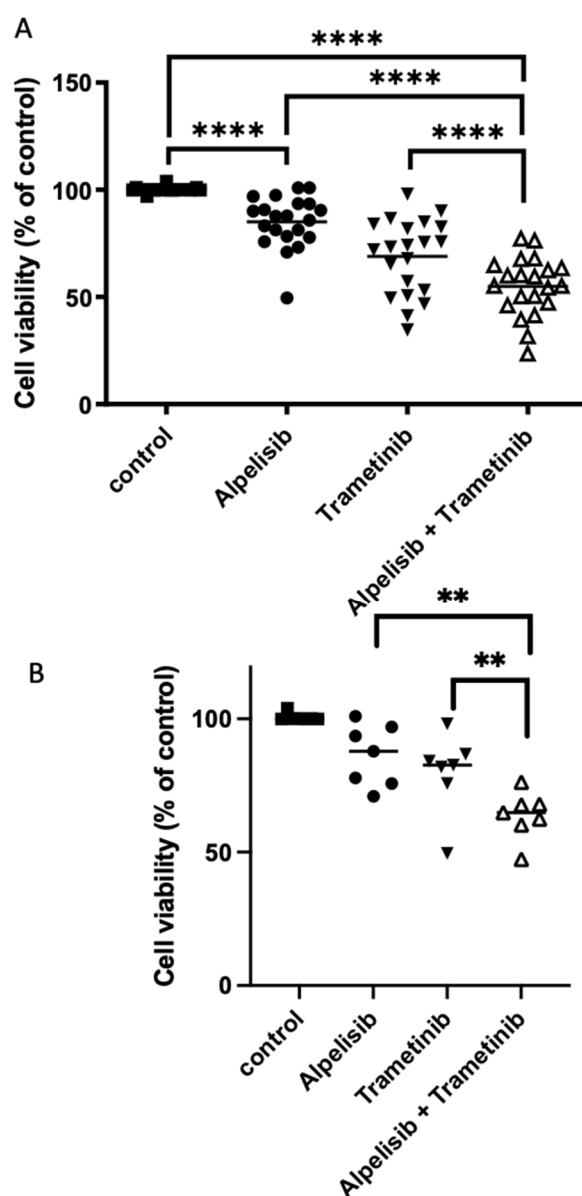 A
****
****
****
****
Cell viability (% of control)
150
100
50
0
control
Alpelisib
Trametinib
Alpelisib + Trametinib
B
**
**
Cell viability (% of control)
100
50
0
control
Alpelisib
Trametinib
Alpelisib + Trametinib